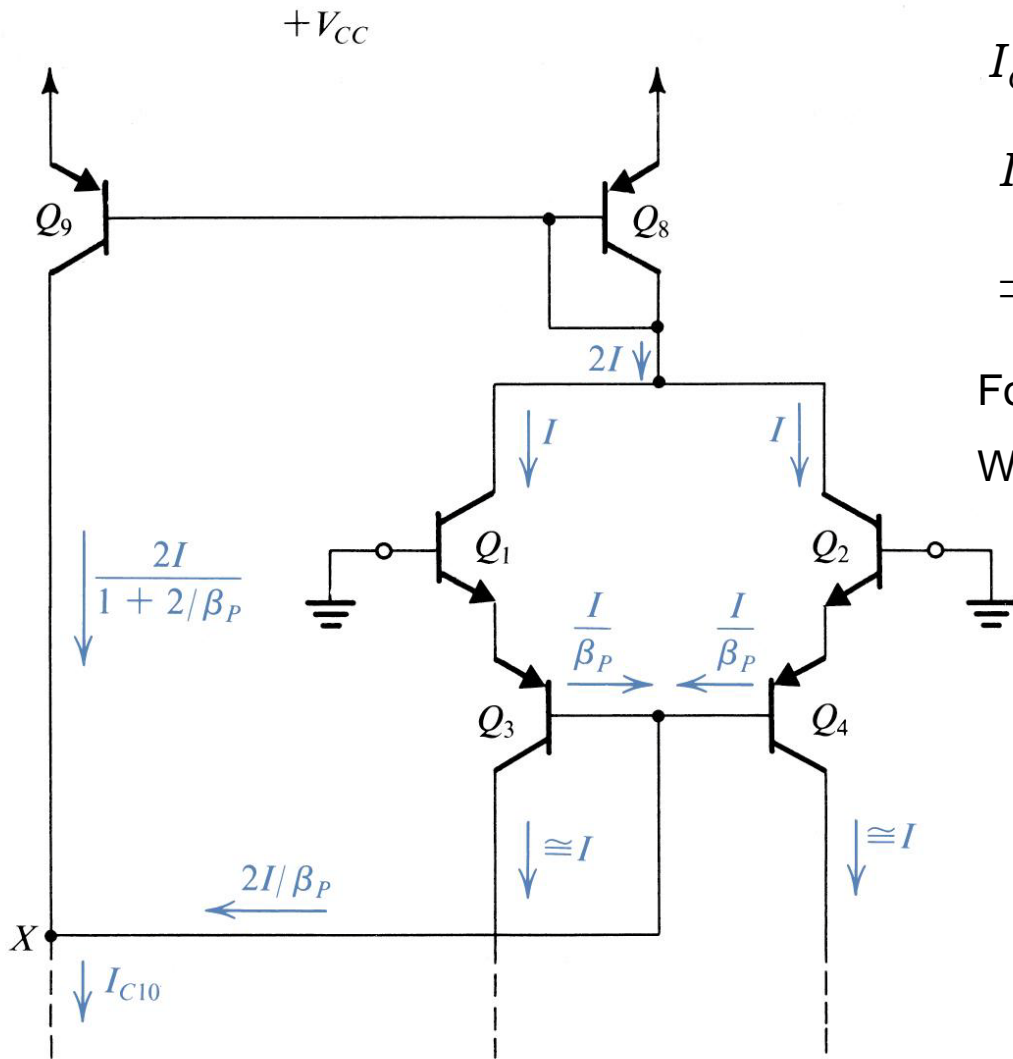 +V_CC
Q_9
Q_8
2I
I
I
Q_1
Q_2
2I / (1 + 2/β_P)
I/β_P
I/β_P
Q_3
Q_4
≅I
≅I
2I/β_P
X
I_C10
I
I
=